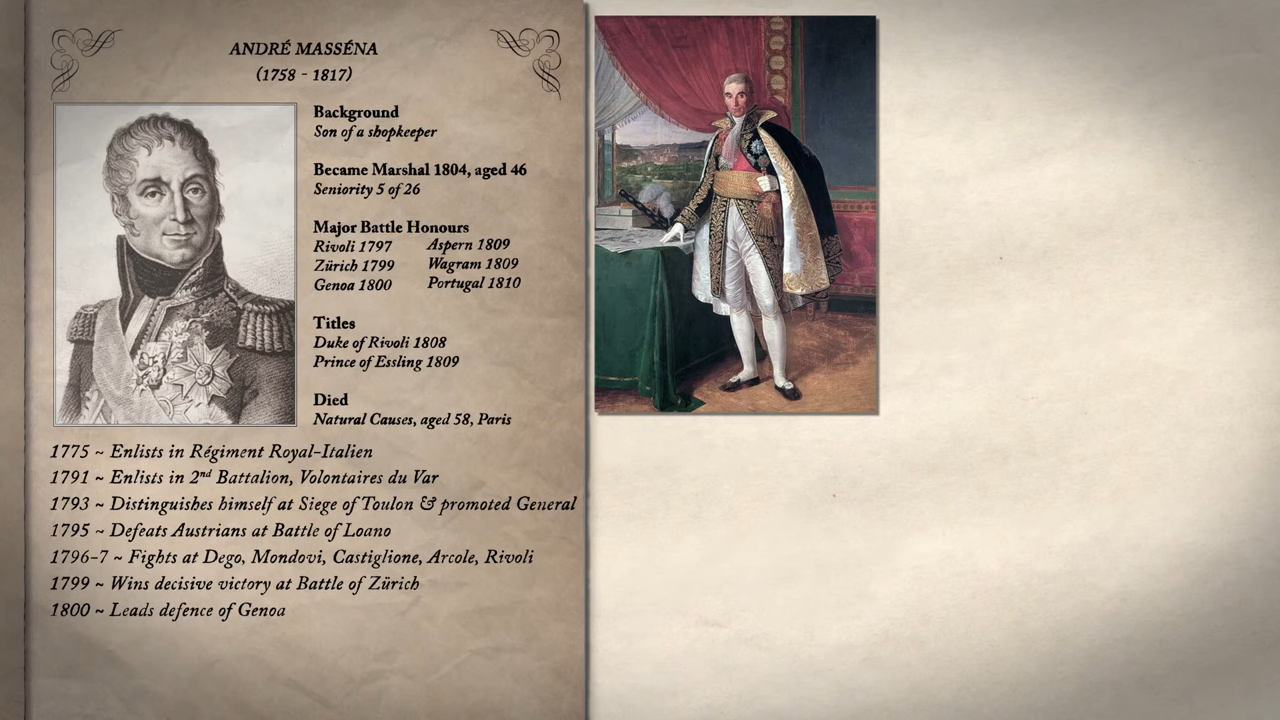 ANDRÉ MASSÉNA
(1758 - 1817)
Background
Son of a shopkeeper
Became Marshal 1804, aged 46
Seniority 5 of 26
Major Battle Honours
Rivoli 1797 Aspern 1809
Zürich 1799 Wagram 1809
Genoa 1800 Portugal 1810
Titles
Duke of Rivoli 1808
Prince of Essling 1809
Died
Natural Causes, aged 58, Paris
1775 ~ Enlists in Régiment Royal-Italien
1791 ~ Enlists in 2nd Battalion, Volontaires du Var
1793 ~ Distinguishes himself at Siege of Toulon & promoted General
1795 ~ Defeats Austrians at Battle of Loano
1796-7 ~ Fights at Dego, Mondovi, Castiglione, Arcole, Rivoli
1799 ~ Wins decisive victory at Battle of Zürich
1800 ~ Leads defence of Genoa